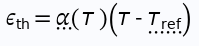 ϵth = α(T)(T - Tref)